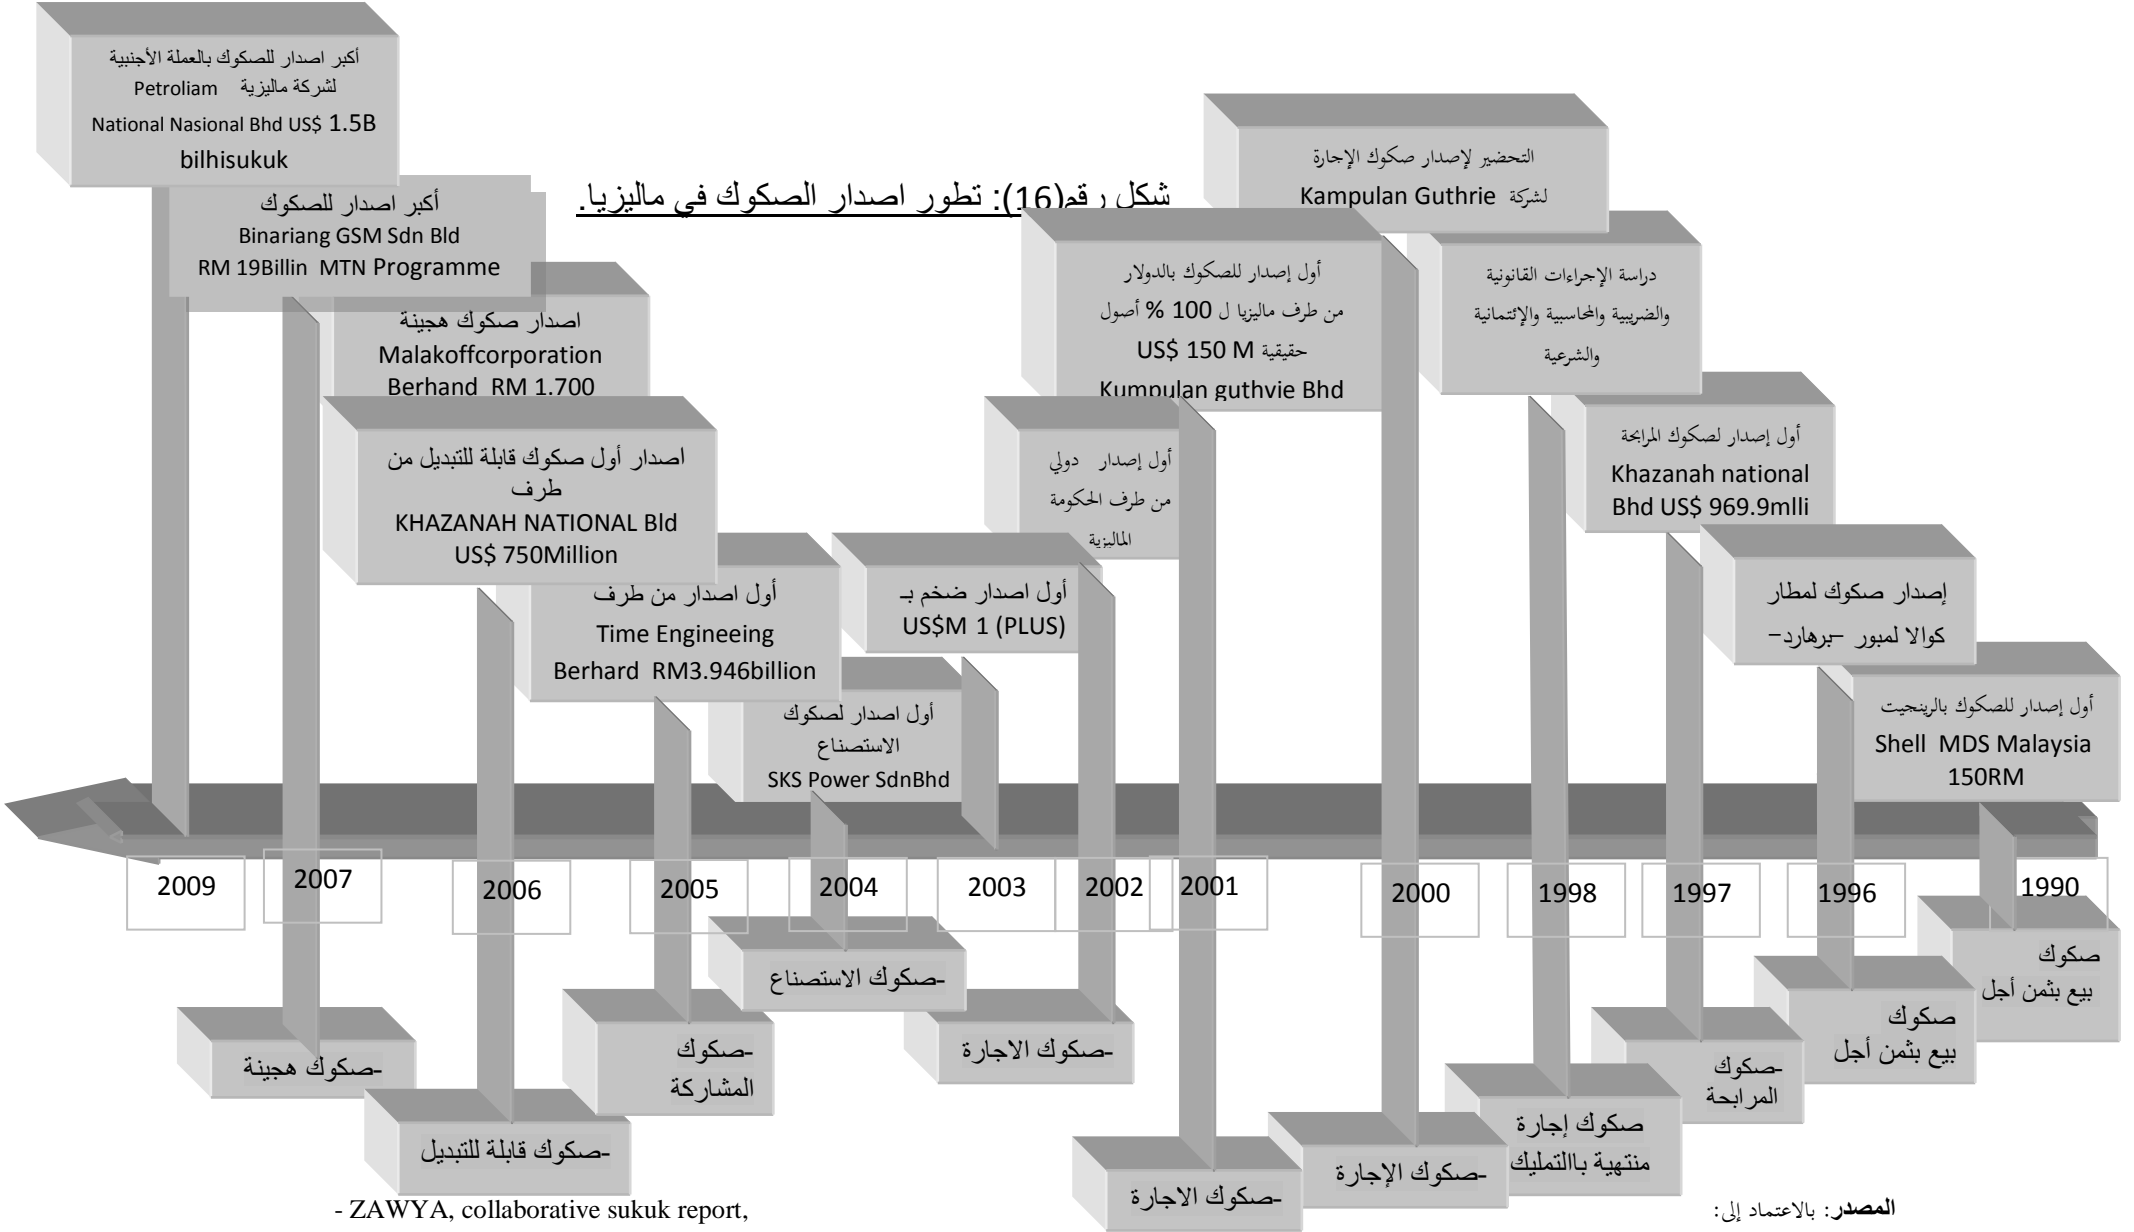 شكل رقم(16): تطور اصدار الصكوك في ماليزيا.
أول إصدار للصكوك بالرينجيت
Shell MDS Malaysia
150RM
إصدار صكوك لمطار
كوالا لمبور –برهارد–
أول إصدار لصكوك المرابحة
Khazanah national
Bhd US$ 969.9mlli
دراسة الإجراءات القانونية
والضريبية والمحاسبية والإئتمانية
والشرعية
التحضير لإصدار صكوك الإجارة
لشركة Kampulan Guthrie
أول إصدار للصكوك بالدولار
من طرف ماليزيا ل 100 % أصول
حقيقية US$ 150 M
Kumpulan guthvie Bhd
أول إصدار دولي
من طرف الحكومة
الماليزية
أول اصدار ضخم بـ
US$M 1 (PLUS)
أول اصدار لصكوك
الاستصناع
SKS Power SdnBhd
أول اصدار من طرف
Time Engineeing
Berhard RM3.946billion
اصدار أول صكوك قابلة للتبديل من
طرف
KHAZANAH NATIONAL Bld
US$ 750Million
اصدار صكوك هجينة
Malakoffcorporation
Berhand RM 1.700
أكبر اصدار للصكوك
Binariang GSM Sdn Bld
RM 19Billin MTN Programme
أكبر اصدار للصكوك بالعملة الأجنبية
لشركة ماليزية Petroliam
National Nasional Bhd US$ 1.5B
bilhisukuk
1990
1996
1997
1998
2000
2001
2002
2003
2004
2005
2006
2007
2009
صكوك
بيع بثمن أجل
صكوك
بيع بثمن أجل
-صكوك
المرابحة
صكوك إجارة
منتهية باالتمليك
-صكوك الإجارة
-صكوك الاجارة
-صكوك الاجارة
-صكوك الاستصناع
-صكوك
المشاركة
-صكوك قابلة للتبديل
-صكوك هجينة
المصدر: بالاعتماد إلى:
- ZAWYA, collaborative sukuk report,